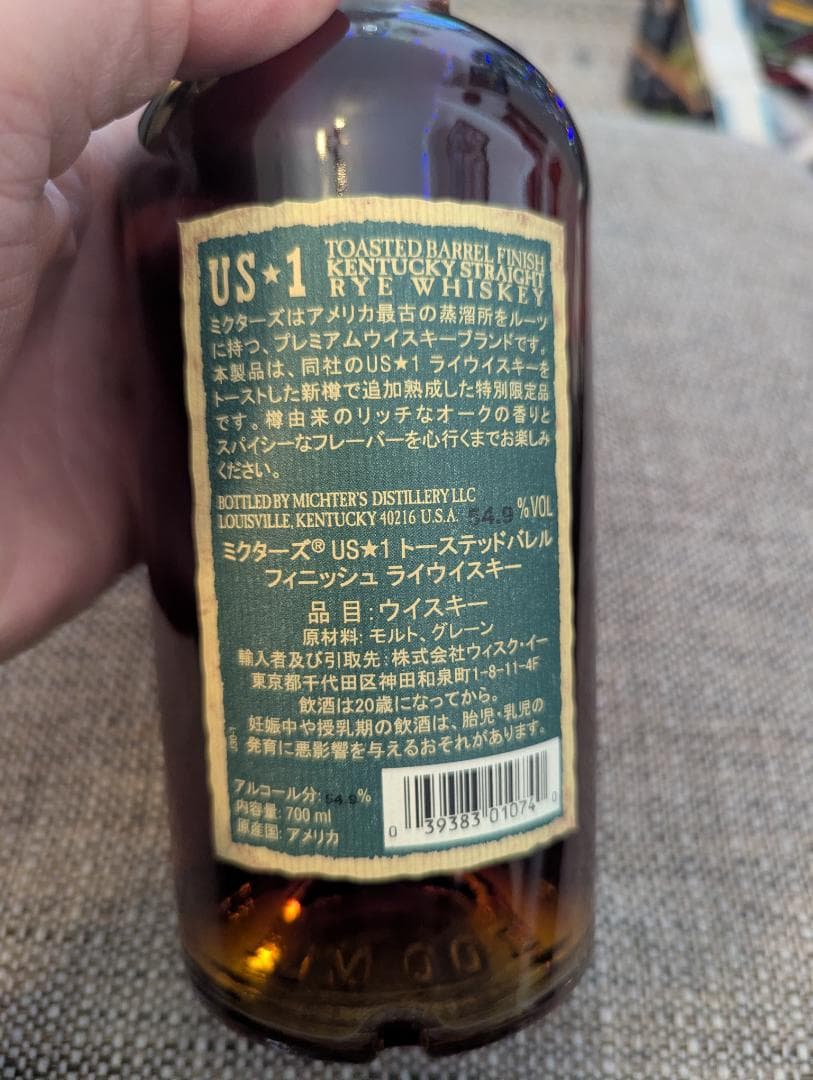 US★1
TOASTED BARREL FINISH
KENTUCKY STRAIGHT
RYE WHISKEY
ミクターズはアメリカ最古の蒸溜所をルーツ
に持つ、プレミアムウイスキーブランドです。
本製品は、同社のUS★1 ライウイスキーを
トーストした新樽で追加熟成した特別限定品
です。樽由来のリッチなオークの香りと
スパイシーなフレーバーを心行くまでお楽しみ
ください。
BOTTLED BY MICHTER'S DISTILLERY LLC
LOUISVILLE, KENTUCKY 40216 U.S.A. 54.9 %VOL
ミクターズ® US★1 トーステッドバレル
フィニッシュ ライウイスキー
品目:ウイスキー
原材料: モルト、グレーン
輸入者及び引取先:株式会社ウィスク・イー
東京都千代田区神田和泉町1-8-11-4F
飲酒は20歳になってから。
妊娠中や授乳期の飲酒は、胎児・乳児の
発育に悪影響を与えるおそれがあります。
アルコール分: 54.9%
内容量: 700 ml
原産国: アメリカ
0 39383 01074 0